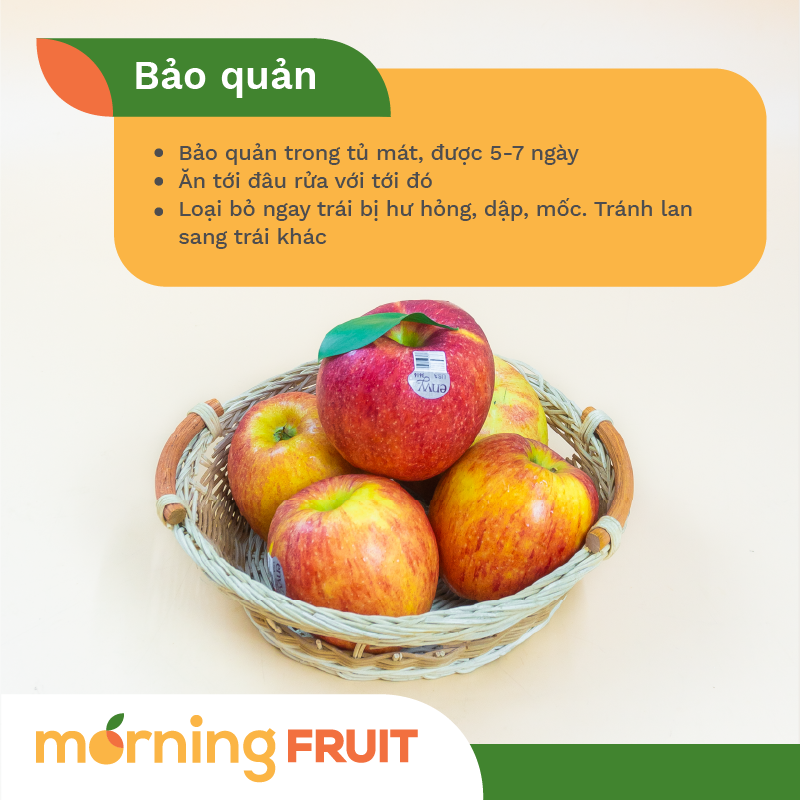 Bảo quản
Bảo quản trong tủ mát, được 5-7 ngày
Ăn tới đâu rửa với tới đó
Loại bỏ ngay trái bị hư hỏng, dập, mốc. Tránh lan
sang trái khác
envy
morning FRUIT